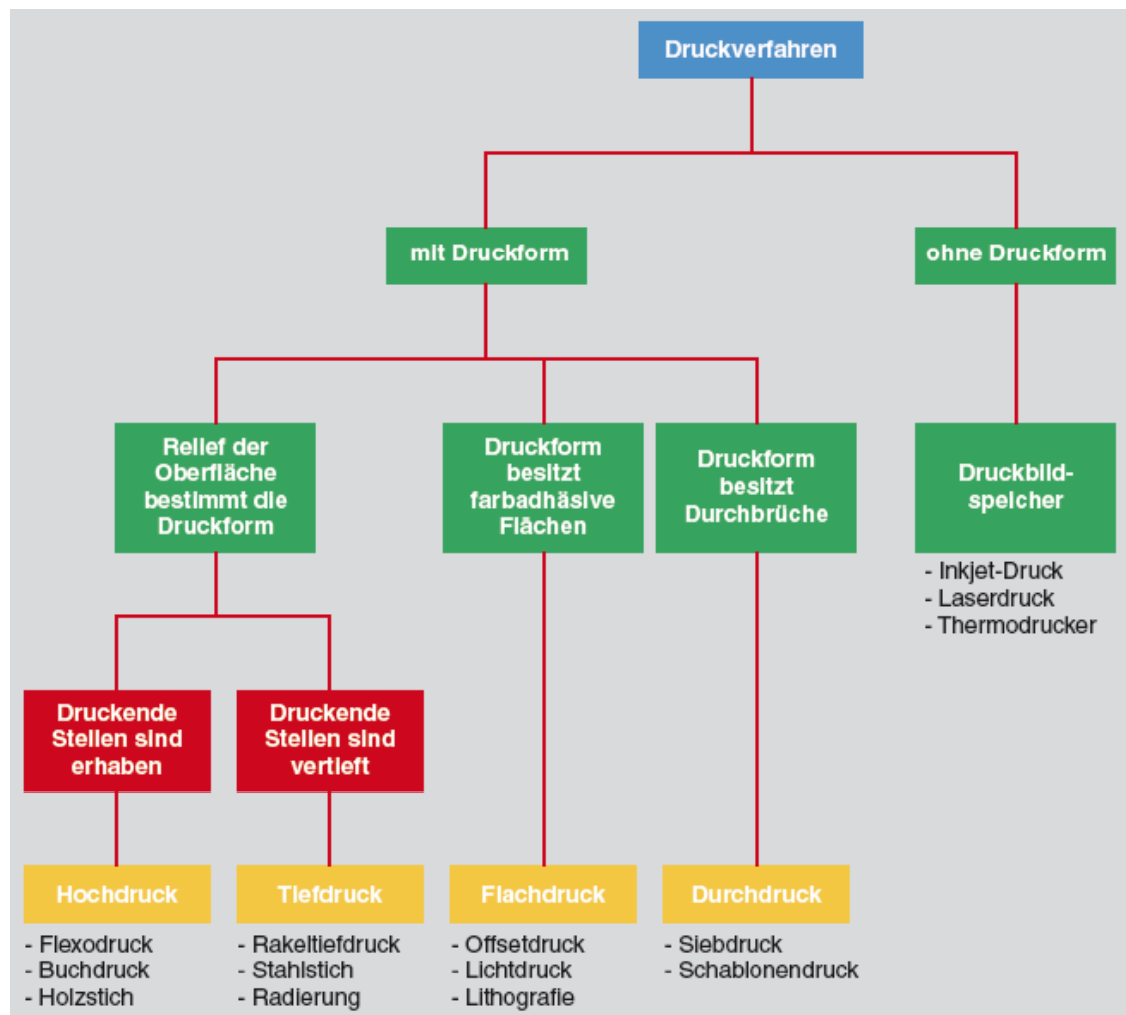 Druckverfahren
mit Druckform
ohne Druckform
Relief der
Oberfläche
bestimmt die
Druckform
Druckform
besitzt
farbadhäsive
Flächen
Druckform
besitzt
Durchbrüche
Druckbild-
speicher
- Inkjet-Druck
- Laserdruck
- Thermodrucker
Druckende
Stellen sind
erhaben
Druckende
Stellen sind
vertieft
Hochdruck
- Flexodruck
- Buchdruck
- Holzstich
Tiefdruck
- Rakeltiefdruck
- Stahlstich
- Radierung
Flachdruck
- Offsetdruck
- Lichtdruck
- Lithografie
Durchdruck
- Siebdruck
- Schablonendruck